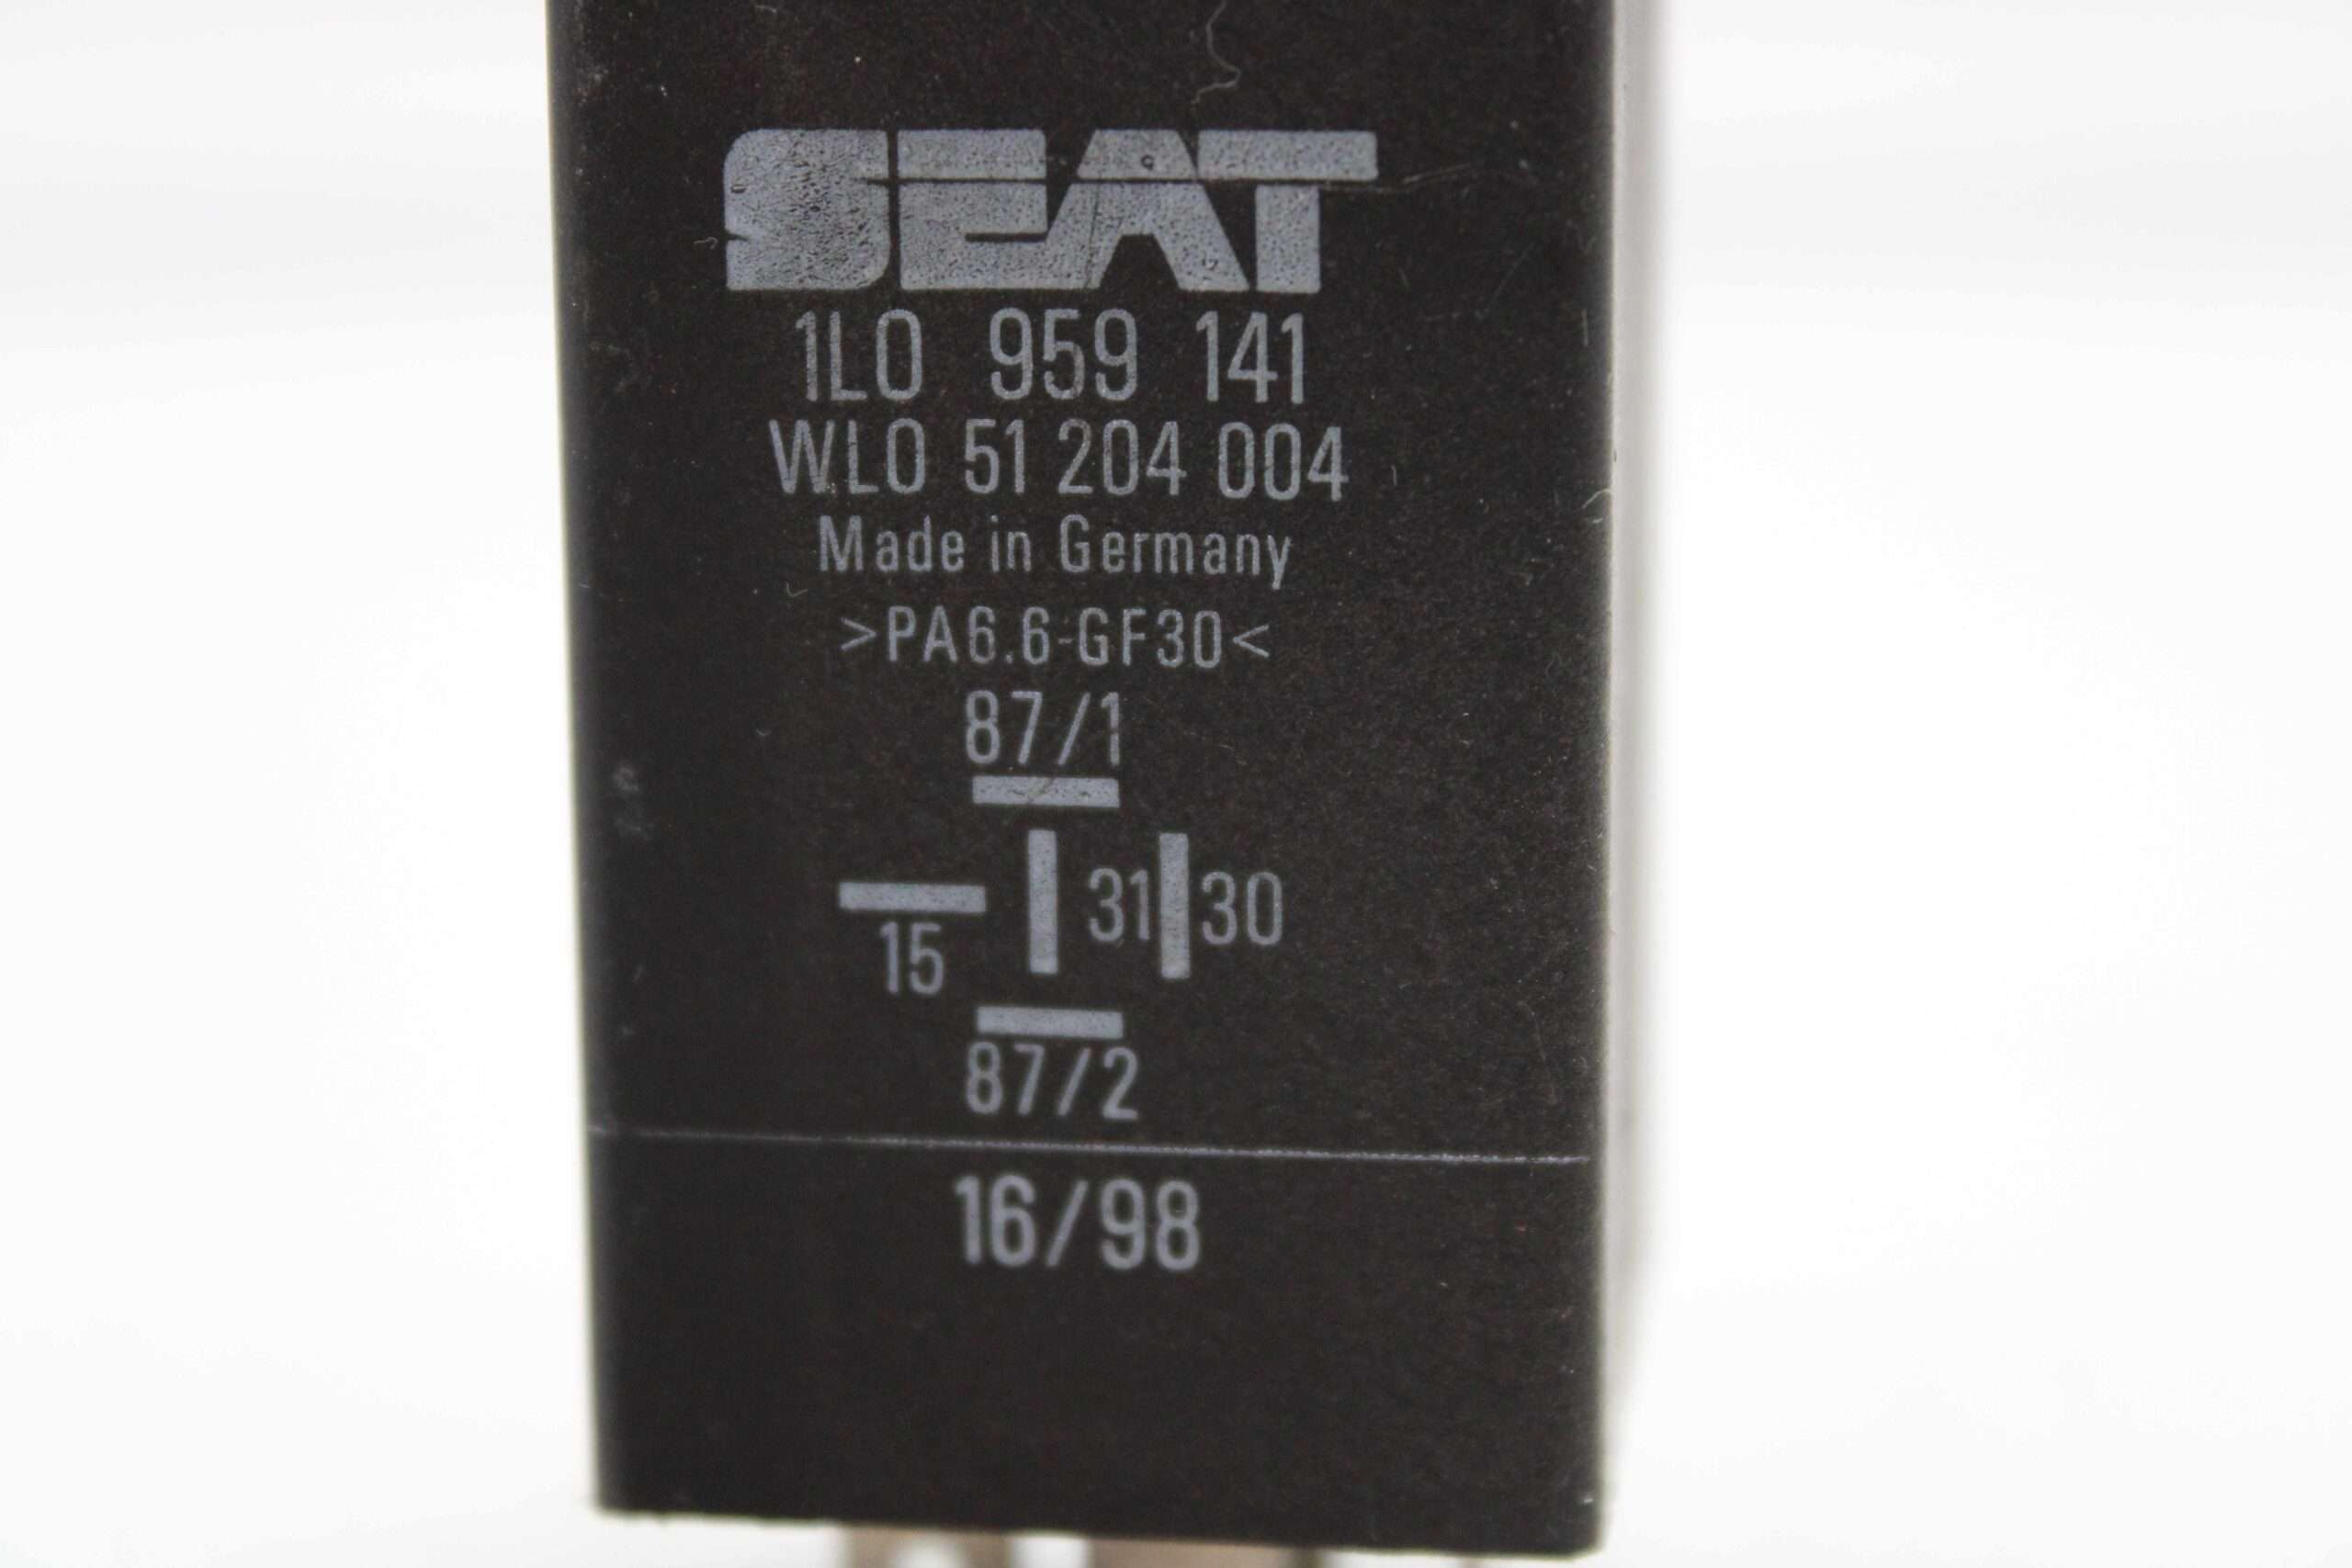 SEAT
1L0 959 141
WL0 51 204 004
Made in Germany
>PA6.6-GF30<
87/1
15 31 30
87/2
16/98